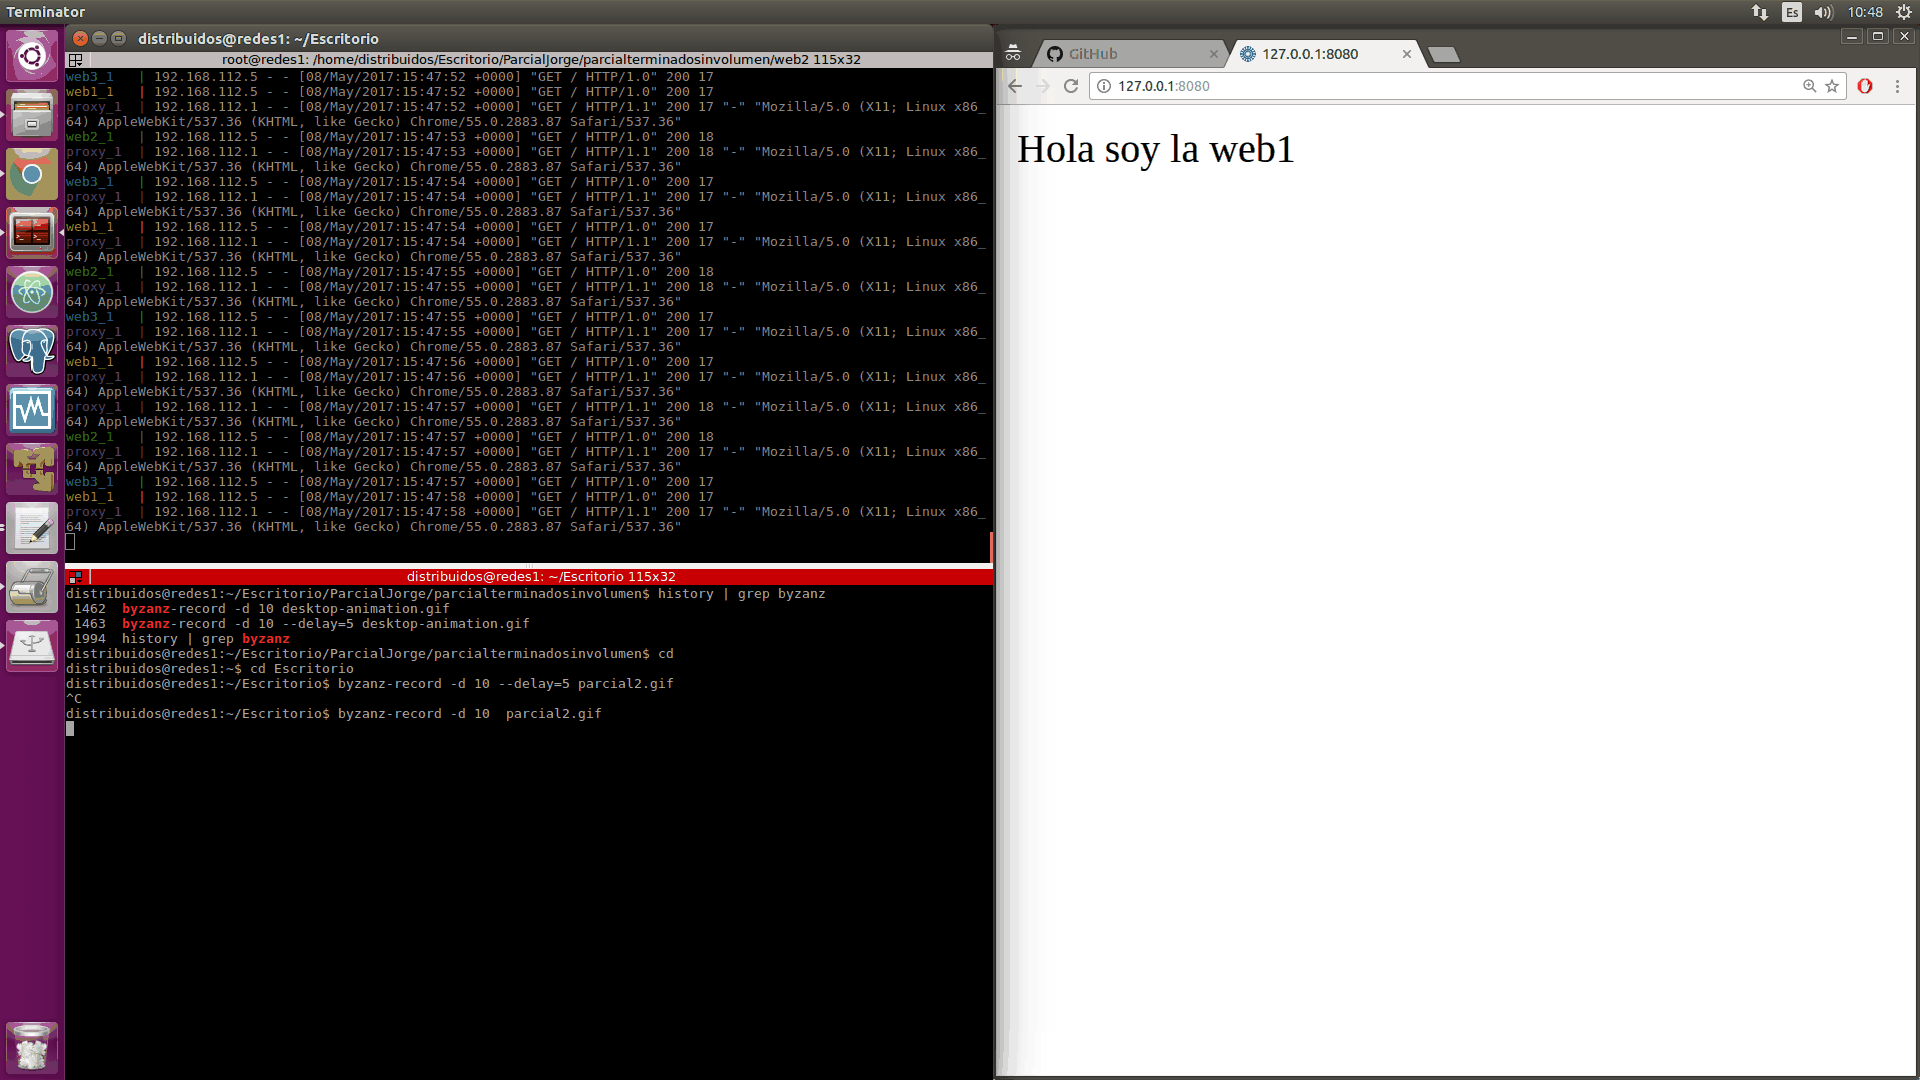 Terminator
Es
10:48
distribuidos@redes1: ~/Escritorio
root@redes1: /home/distribuidos/Escritorio/ParcialJorge/parcialterminadosinvolumen/web2 115x32
web3_1   | 192.168.112.5 - - [08/May/2017:15:47:52 +0000] "GET / HTTP/1.0" 200 17
web1_1   | 192.168.112.5 - - [08/May/2017:15:47:52 +0000] "GET / HTTP/1.0" 200 17
proxy_1  | 192.168.112.1 - - [08/May/2017:15:47:52 +0000] "GET / HTTP/1.1" 200 17 "-" "Mozilla/5.0 (X11; Linux x86_
64) AppleWebKit/537.36 (KHTML, like Gecko) Chrome/55.0.2883.87 Safari/537.36"
web2_1   | 192.168.112.5 - - [08/May/2017:15:47:53 +0000] "GET / HTTP/1.0" 200 18
proxy_1  | 192.168.112.1 - - [08/May/2017:15:47:53 +0000] "GET / HTTP/1.1" 200 18 "-" "Mozilla/5.0 (X11; Linux x86_
64) AppleWebKit/537.36 (KHTML, like Gecko) Chrome/55.0.2883.87 Safari/537.36"
web3_1   | 192.168.112.5 - - [08/May/2017:15:47:54 +0000] "GET / HTTP/1.0" 200 17
proxy_1  | 192.168.112.1 - - [08/May/2017:15:47:54 +0000] "GET / HTTP/1.1" 200 17 "-" "Mozilla/5.0 (X11; Linux x86_
64) AppleWebKit/537.36 (KHTML, like Gecko) Chrome/55.0.2883.87 Safari/537.36"
web1_1   | 192.168.112.5 - - [08/May/2017:15:47:54 +0000] "GET / HTTP/1.0" 200 17
proxy_1  | 192.168.112.1 - - [08/May/2017:15:47:54 +0000] "GET / HTTP/1.1" 200 17 "-" "Mozilla/5.0 (X11; Linux x86_
64) AppleWebKit/537.36 (KHTML, like Gecko) Chrome/55.0.2883.87 Safari/537.36"
web2_1   | 192.168.112.5 - - [08/May/2017:15:47:55 +0000] "GET / HTTP/1.0" 200 18
proxy_1  | 192.168.112.1 - - [08/May/2017:15:47:55 +0000] "GET / HTTP/1.1" 200 18 "-" "Mozilla/5.0 (X11; Linux x86_
64) AppleWebKit/537.36 (KHTML, like Gecko) Chrome/55.0.2883.87 Safari/537.36"
web3_1   | 192.168.112.5 - - [08/May/2017:15:47:55 +0000] "GET / HTTP/1.0" 200 17
proxy_1  | 192.168.112.1 - - [08/May/2017:15:47:55 +0000] "GET / HTTP/1.1" 200 17 "-" "Mozilla/5.0 (X11; Linux x86_
64) AppleWebKit/537.36 (KHTML, like Gecko) Chrome/55.0.2883.87 Safari/537.36"
web1_1   | 192.168.112.5 - - [08/May/2017:15:47:56 +0000] "GET / HTTP/1.0" 200 17
proxy_1  | 192.168.112.1 - - [08/May/2017:15:47:56 +0000] "GET / HTTP/1.1" 200 17 "-" "Mozilla/5.0 (X11; Linux x86_
64) AppleWebKit/537.36 (KHTML, like Gecko) Chrome/55.0.2883.87 Safari/537.36"
proxy_1  | 192.168.112.1 - - [08/May/2017:15:47:57 +0000] "GET / HTTP/1.1" 200 18 "-" "Mozilla/5.0 (X11; Linux x86_
64) AppleWebKit/537.36 (KHTML, like Gecko) Chrome/55.0.2883.87 Safari/537.36"
web2_1   | 192.168.112.5 - - [08/May/2017:15:47:57 +0000] "GET / HTTP/1.0" 200 18
proxy_1  | 192.168.112.1 - - [08/May/2017:15:47:57 +0000] "GET / HTTP/1.1" 200 17 "-" "Mozilla/5.0 (X11; Linux x86_
64) AppleWebKit/537.36 (KHTML, like Gecko) Chrome/55.0.2883.87 Safari/537.36"
web3_1   | 192.168.112.5 - - [08/May/2017:15:47:57 +0000] "GET / HTTP/1.0" 200 17
web1_1   | 192.168.112.5 - - [08/May/2017:15:47:58 +0000] "GET / HTTP/1.0" 200 17
proxy_1  | 192.168.112.1 - - [08/May/2017:15:47:58 +0000] "GET / HTTP/1.1" 200 17 "-" "Mozilla/5.0 (X11; Linux x86_
64) AppleWebKit/537.36 (KHTML, like Gecko) Chrome/55.0.2883.87 Safari/537.36"
distribuidos@redes1: ~/Escritorio 115x32
distribuidos@redes1:~/Escritorio/ParcialJorge/parcialterminadosinvolumen$ history | grep byzanz
 1462  byzanz-record -d 10 desktop-animation.gif
 1463  byzanz-record -d 10 --delay=5 desktop-animation.gif
 1994  history | grep byzanz
distribuidos@redes1:~/Escritorio/ParcialJorge/parcialterminadosinvolumen$ cd
distribuidos@redes1:~$ cd Escritorio
distribuidos@redes1:~/Escritorio$ byzanz-record -d 10 --delay=5 parcial2.gif
^C
distribuidos@redes1:~/Escritorio$ byzanz-record -d 10  parcial2.gif
GitHub
127.0.0.1:8080
127.0.0.1:8080
Hola soy la web1